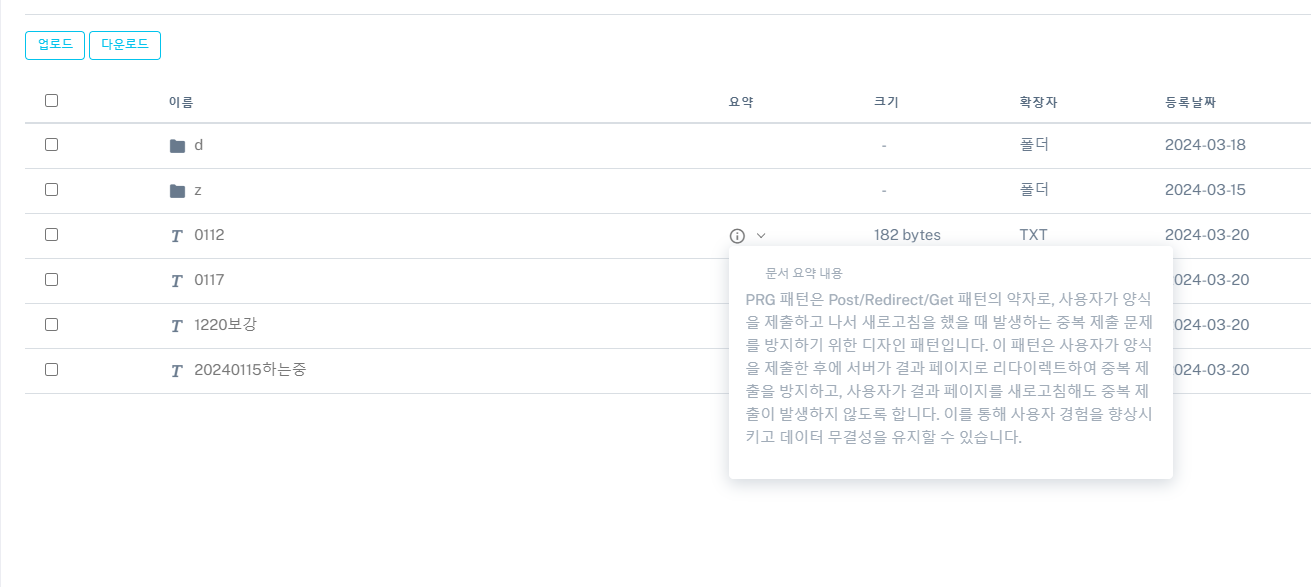 업로드 다운로드
이름 요약 크기 확장자 등록날짜
d - 폴더 2024-03-18
z - 폴더 2024-03-15
T 0112 182 bytes TXT 2024-03-20
T 0117 024-03-20
T 1220보강 024-03-20
T 20240115하는중 024-03-20
문서 요약 내용
PRG 패턴은 Post/Redirect/Get 패턴의 약자로, 사용자가 양식
을 제출하고 나서 새로고침을 했을 때 발생하는 중복 제출 문제
를 방지하기 위한 디자인 패턴입니다. 이 패턴은 사용자가 양식
을 제출한 후에 서버가 결과 페이지로 리다이렉트하여 중복 제
출을 방지하고, 사용자가 결과 페이지를 새로고침해도 중복 제
출이 발생하지 않도록 합니다. 이를 통해 사용자 경험을 향상시
키고 데이터 무결성을 유지할 수 있습니다.